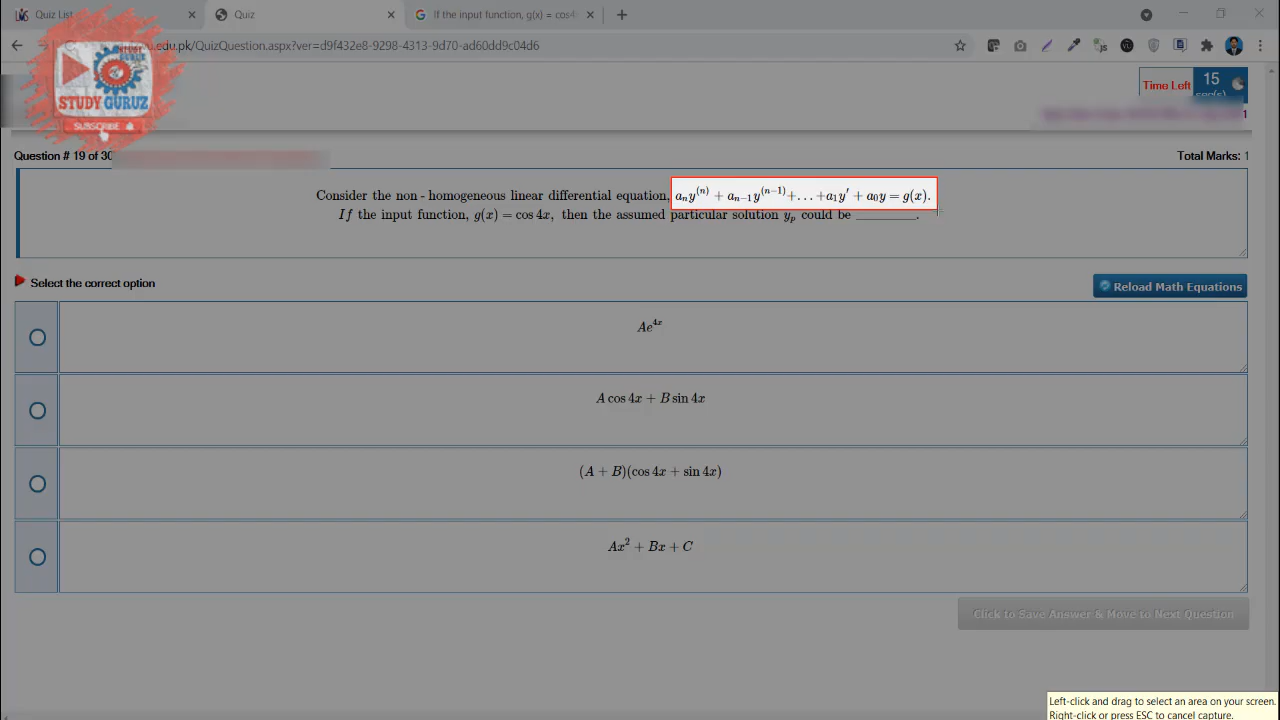 Quiz List
Quiz
If the input function, g(x) = cos4
edu.pk/QuizQuestion.aspx?ver=d9f432e8-9298-4313-9d70-ad60dd9c04d6
STUDY GURUZ
STUDY GURUZ
SUBSCRIBE
Time Left 15
sec(s)
1
Question # 19 of 30
Total Marks: 1
Consider the non - homogeneous linear differential equation, aₙy⁽ⁿ⁾ + aₙ₋₁y⁽ⁿ⁻¹⁾+. . . +a₁y′ + a₀y = g(x).
If the input function, g(x) = cos 4x, then the assumed particular solution yₚ could be ________.
Select the correct option
Reload Math Equations
Ae⁴ˣ
A cos 4x + B sin 4x
(A + B)(cos 4x + sin 4x)
Ax² + Bx + C
Click to Save Answer & Move to Next Question
Left-click and drag to select an area on your screen.
Right-click or press ESC to cancel capture.